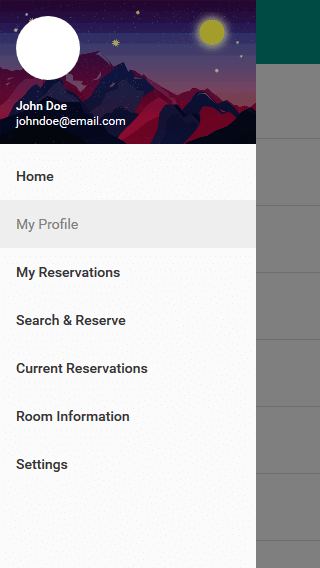 John Doe
johndoe@email.com
Home
My Profile
My Reservations
Search & Reserve
Current Reservations
Room Information
Settings